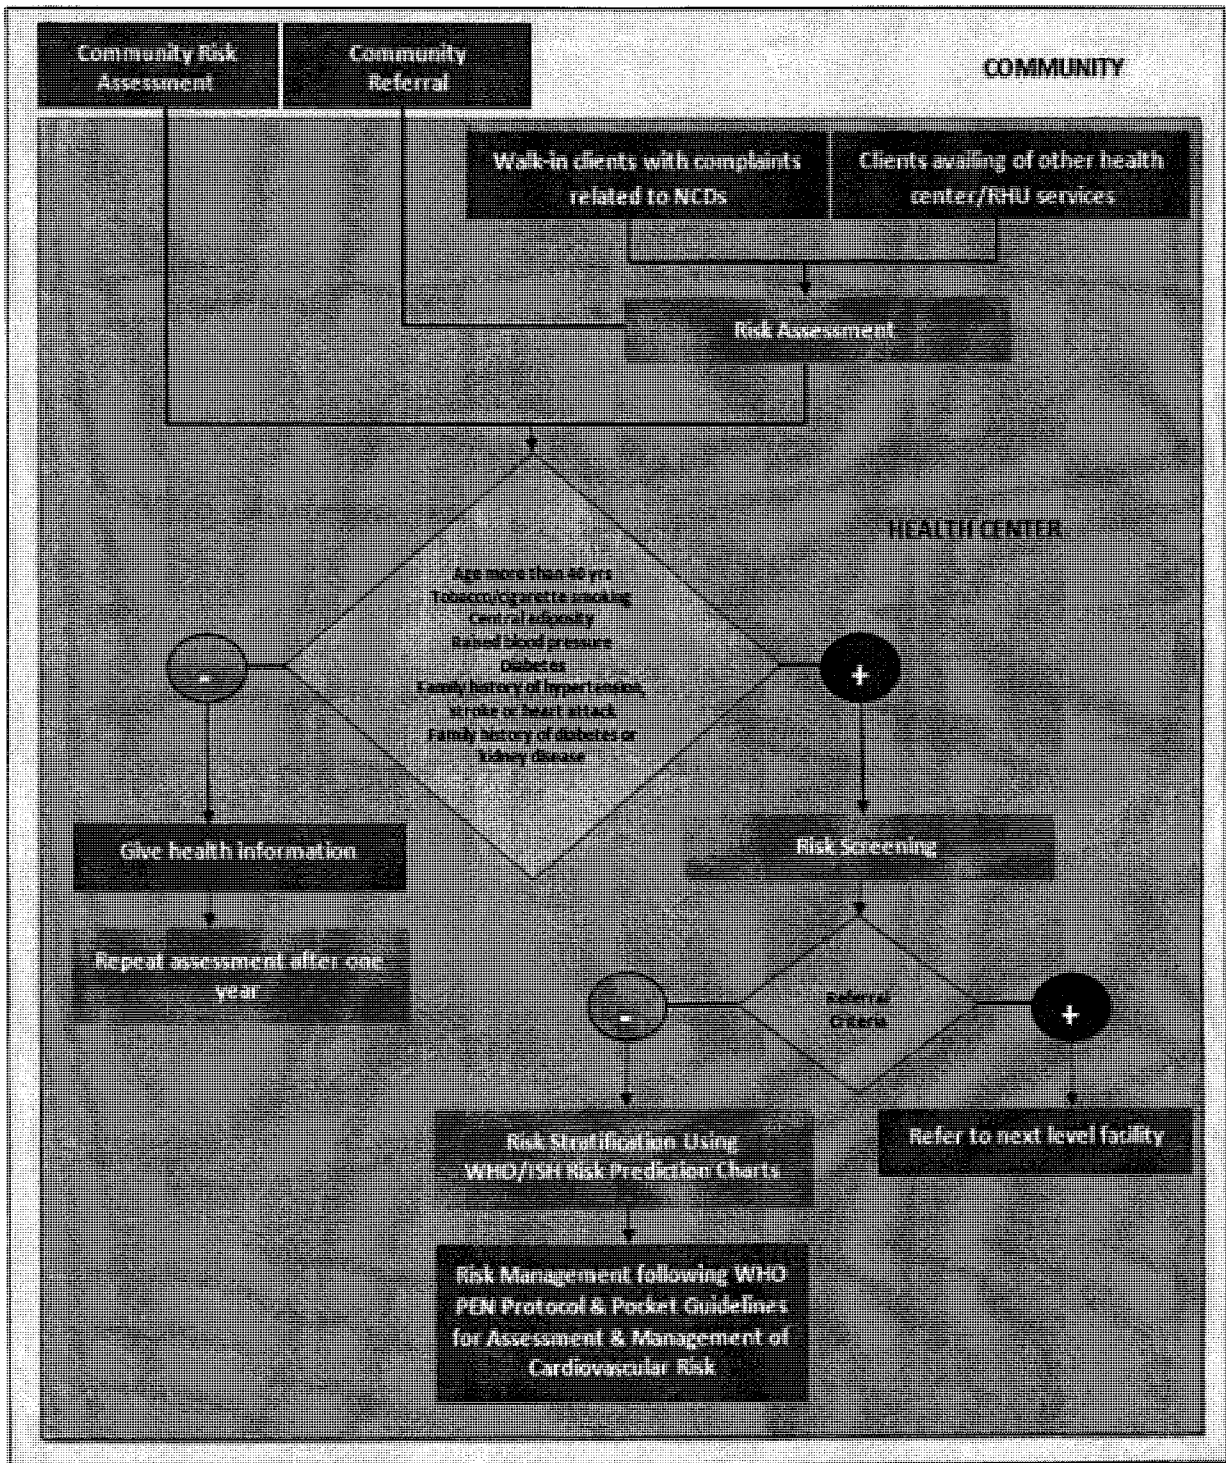 Community Risk
Assessment
Community
Referral
COMMUNITY
Walk-in clients with complaints
related to NCDs
Clients availing of other health
center/RHU services
Risk Assessment
HEALTH CENTER
Age more than 40 yrs
Tobacco/cigarette smoking
Central adiposity
Raised blood pressure
Diabetes
Family history of hypertension,
stroke or heart attack
Family history of diabetes or
kidney disease
-
+
Give health information
Repeat assessment after one
year
Risk Screening
Referral
Criteria
-
+
Risk Stratification Using
WHO/ISH Risk Prediction Charts
Refer to next level facility
Risk Management following WHO
PEN Protocol & Pocket Guidelines
for Assessment & Management of
Cardiovascular Risk